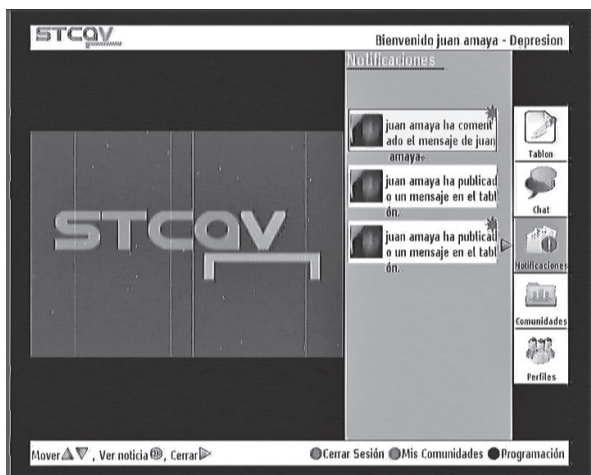 STCAV
Bienvenido juan amaya - Depresion
Notificaciones
juan amaya ha coment
ado el mensaje de juan
amaya.
juan amaya ha publicad
o un mensaje en el tabl
ón.
juan amaya ha publicad
o un mensaje en el tabl
ón.
STCAV
Tablon
Chat
Notificaciones
Comunidades
Perfiles
Mover , Ver noticia OK, Cerrar
Cerrar Sesión Mis Comunidades Programación